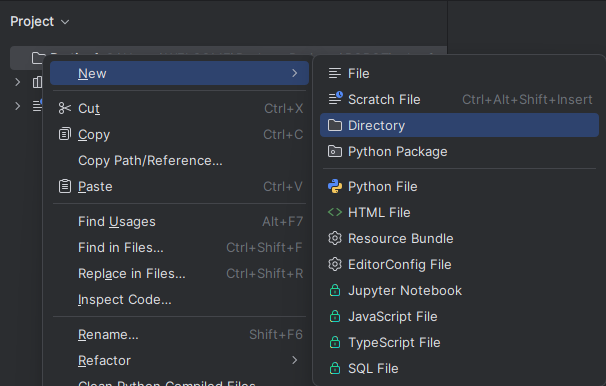 Project
New
Cut Ctrl+X
Copy Ctrl+C
Copy Path/Reference...
Paste Ctrl+V
Find Usages Alt+F7
Find in Files... Ctrl+Shift+F
Replace in Files... Ctrl+Shift+R
Inspect Code...
Rename... Shift+F6
Refactor
Clean Python Compiled Files
File
Scratch File Ctrl+Alt+Shift+Insert
Directory
Python Package
Python File
HTML File
Resource Bundle
EditorConfig File
Jupyter Notebook
JavaScript File
TypeScript File
SQL File